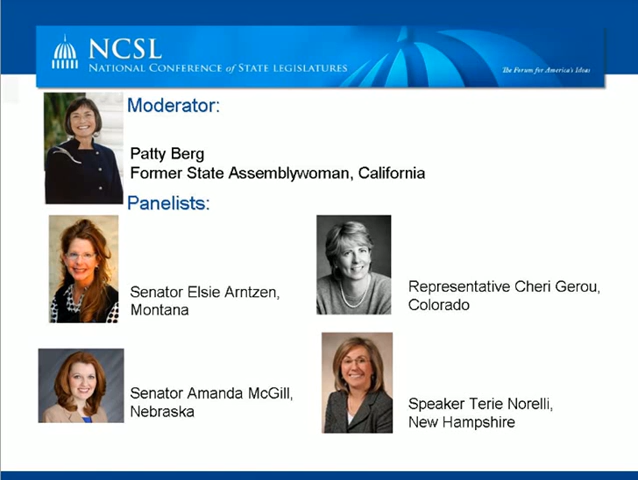 NCSL
NATIONAL CONFERENCE of STATE LEGISLATURES
The Forum for America's Ideas
Moderator:
Patty Berg
Former State Assemblywoman, California
Panelists:
Senator Elsie Arntzen,
Montana
Representative Cheri Gerou,
Colorado
Senator Amanda McGill,
Nebraska
Speaker Terie Norelli,
New Hampshire